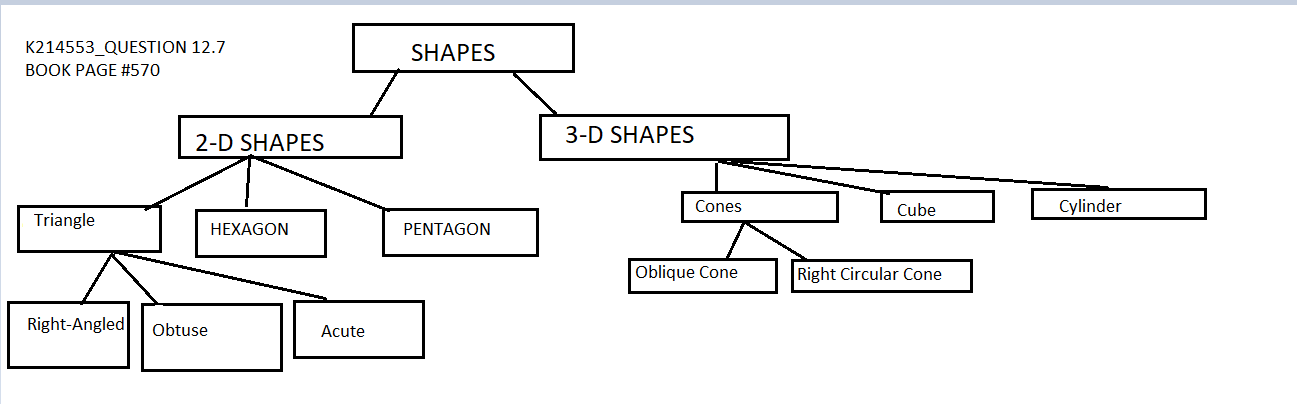 K214553_QUESTION 12.7
BOOK PAGE #570
SHAPES
2-D SHAPES
3-D SHAPES
Triangle
HEXAGON
PENTAGON
Cones
Cube
Cylinder
Oblique Cone
Right Circular Cone
Right-Angled
Obtuse
Acute